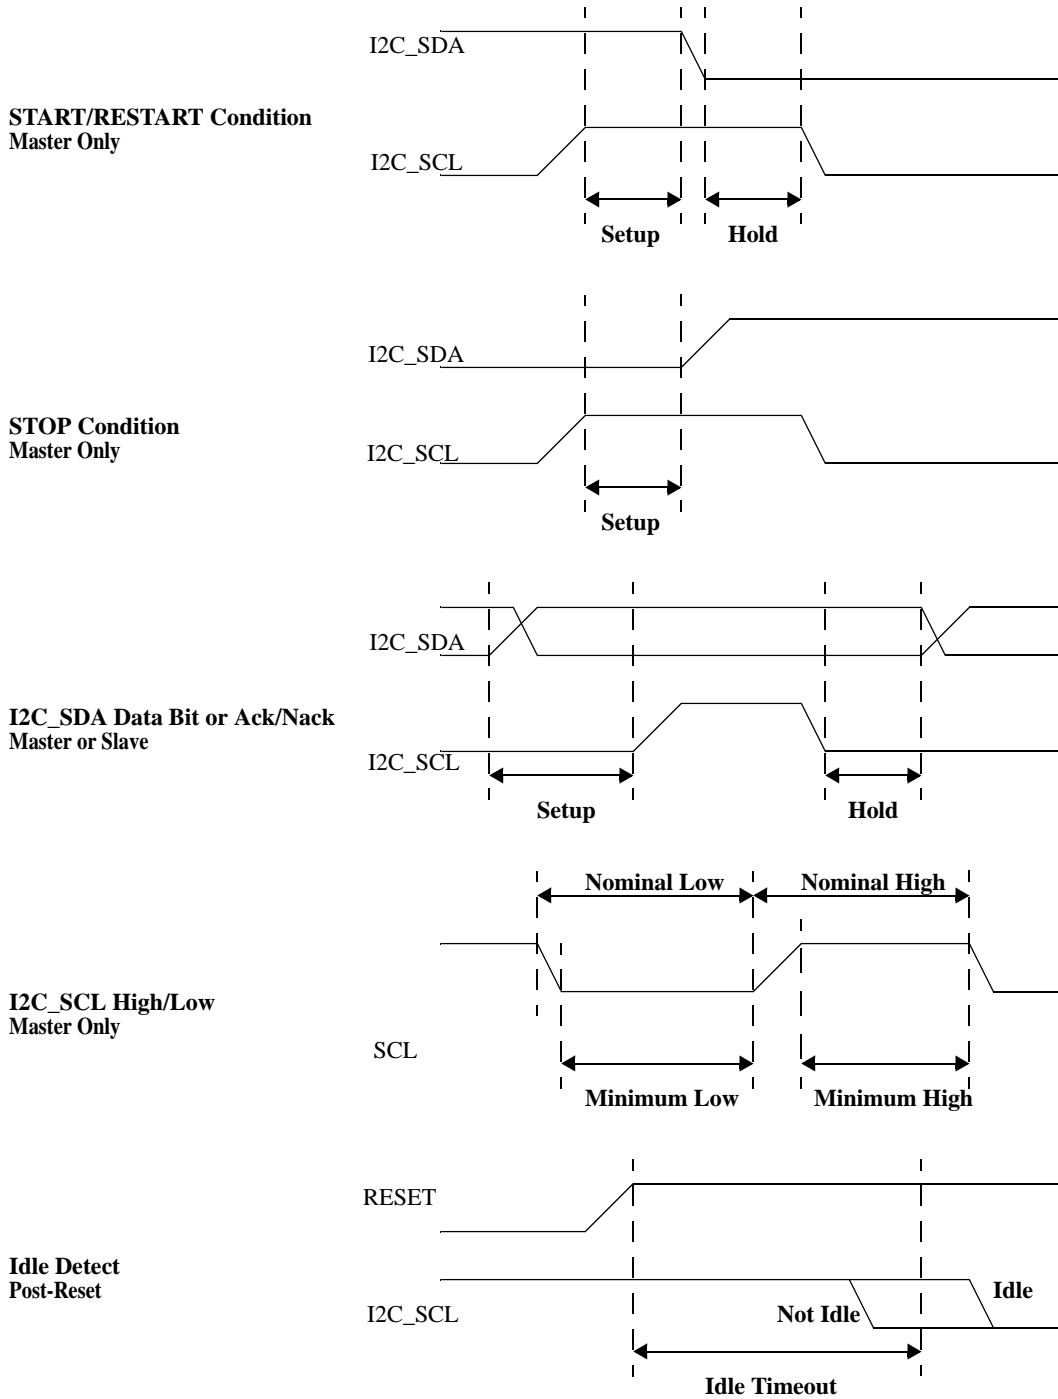 I2C_SDA
START/RESTART Condition
Master Only
I2C_SCL
Setup
Hold
I2C_SDA
STOP Condition
Master Only
I2C_SCL
Setup
I2C_SDA
I2C_SDA Data Bit or Ack/Nack
Master or Slave
I2C_SCL
Setup
Hold
Nominal Low
Nominal High
I2C_SCL High/Low
Master Only
SCL
Minimum Low
Minimum High
RESET
Idle Detect
Post-Reset
I2C_SCL
Not Idle
Idle
Idle Timeout